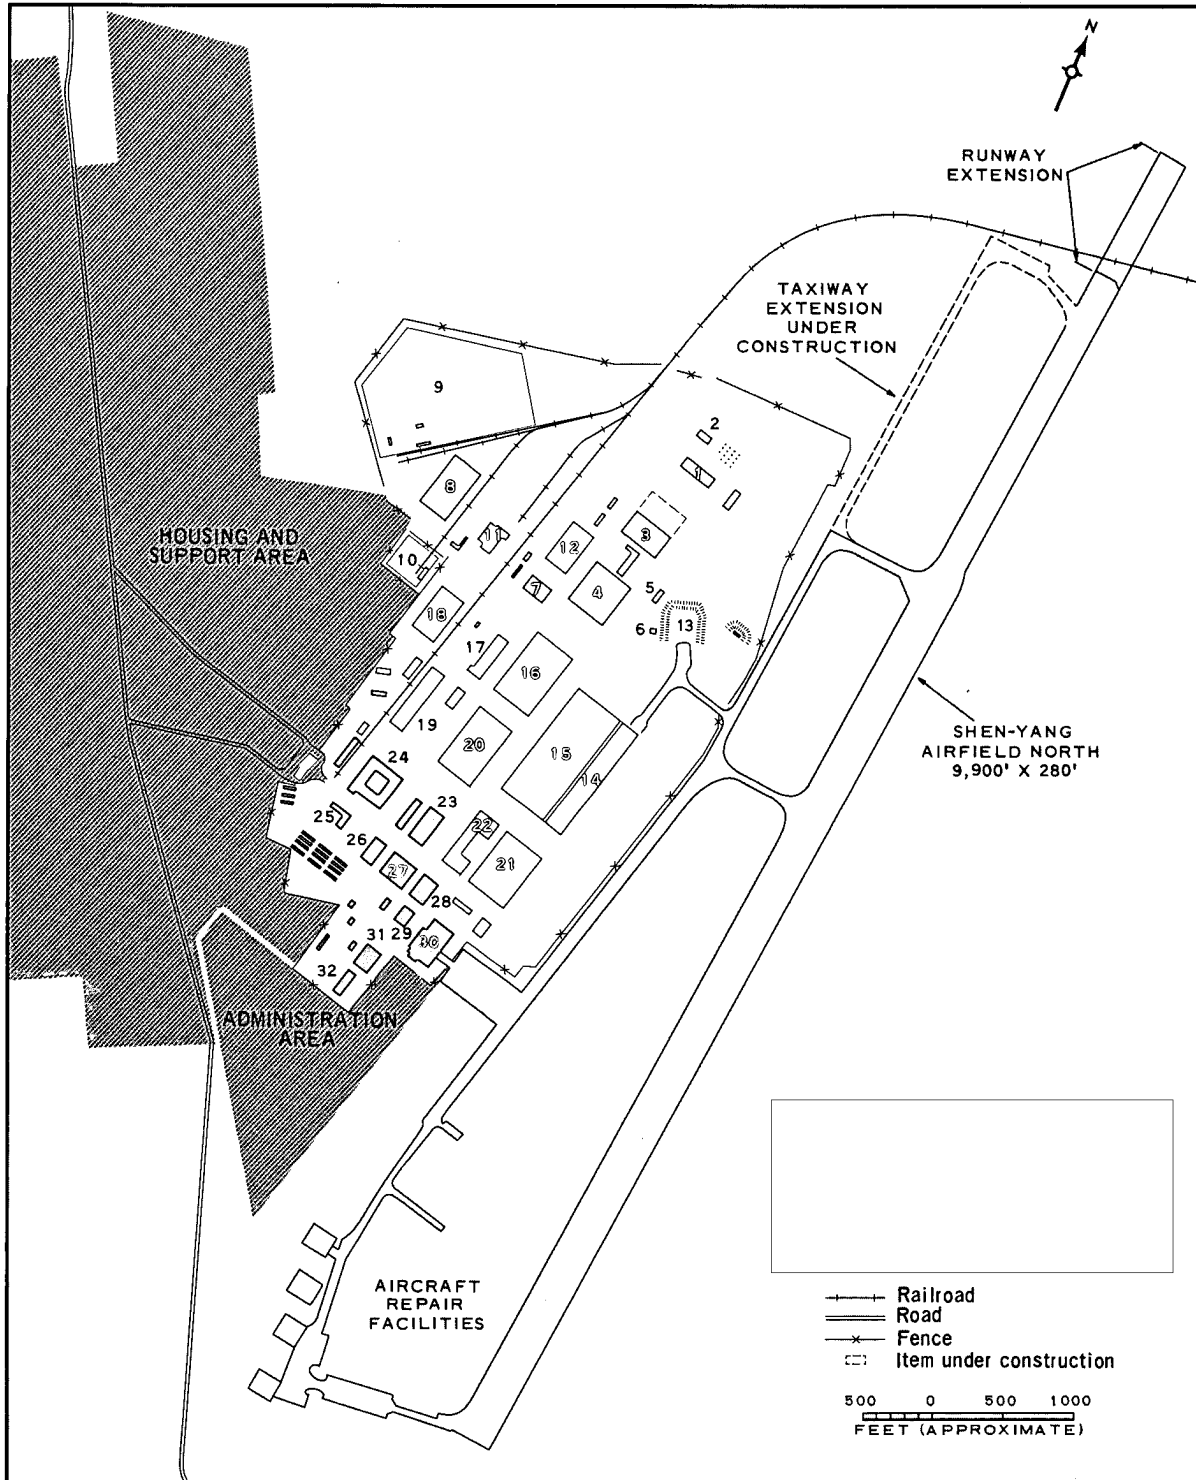 N
RUNWAY
EXTENSION
TAXIWAY
EXTENSION
UNDER
CONSTRUCTION
9
2
1
8
3
HOUSING AND
SUPPORT AREA
11
12
10
7
4
5
18
6
13
17
16
19
SHEN-YANG
AIRFIELD NORTH
9,900' X 280'
20
15
24
14
23
25
22
26
21
27
28
29
30
31
32
ADMINISTRATION
AREA
AIRCRAFT
REPAIR
FACILITIES
Railroad
Road
Fence
Item under construction
500 0 500 1000
FEET (APPROXIMATE)